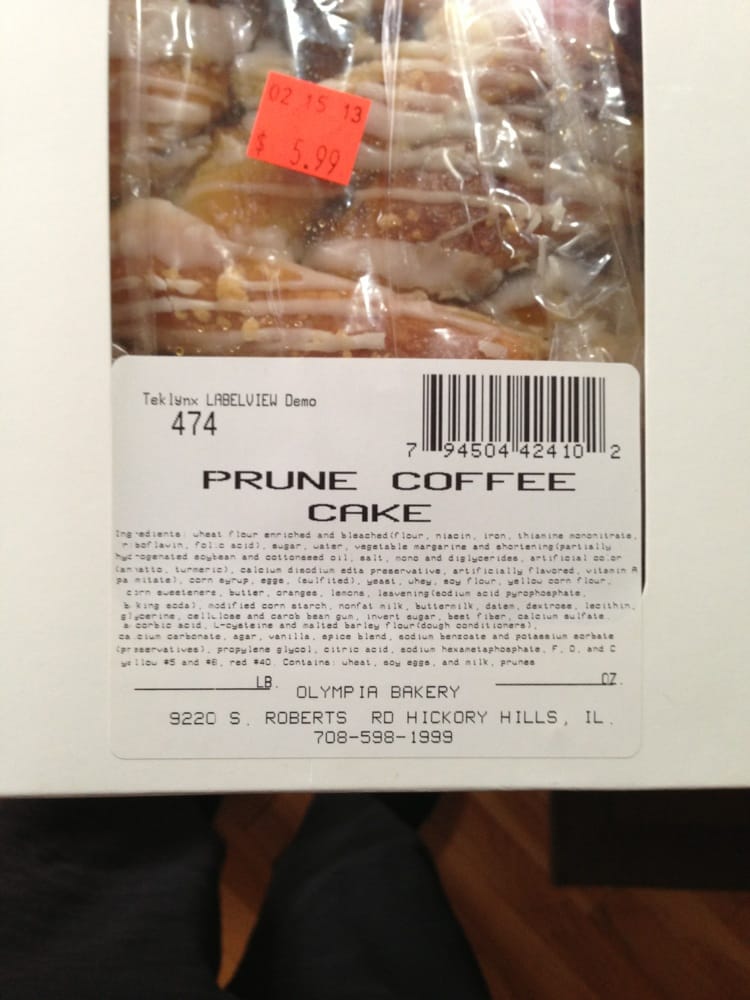 02 15 13
$ 5.99
Teklynx LABELVIEW Demo
474
7 94504 42410 2
PRUNE COFFEE
CAKE
Ingredients: wheat flour enriched and bleached(flour, niacin, iron, thiamine mononitrate,
riboflavin, folic acid), sugar, water, vegetable margarine and shortening(partially
hydrogenated soybean and cottonseed oil, salt, mono and diglycerides, artificial color
(annatto, turmeric), calcium disodium edta preservative, artificially flavored, vitamin A
palmitate), corn syrup, eggs, (sulfited), yeast, whey, soy flour, yellow corn flour,
corn sweeteners, butter, oranges, lemons, leavening(sodium acid pyrophosphate,
baking soda), modified corn starch, nonfat milk, buttermilk, datem, dextrose, lecithin,
glycerine, cellulose and carob bean gum, invert sugar, beet fiber, calcium sulfate,
ascorbic acid, L-cysteine and malted barley flour(dough conditioners),
calcium carbonate, agar, vanilla, spice blend, sodium benzoate and potassium sorbate
(preservatives), propylene glycol, citric acid, sodium hexametaphosphate, F, D, and C
yellow #5 and #6, red #40. Contains: wheat, soy eggs, and milk, prunes
LB. OZ.
OLYMPIA BAKERY
9220 S. ROBERTS RD HICKORY HILLS, IL.
708-598-1999